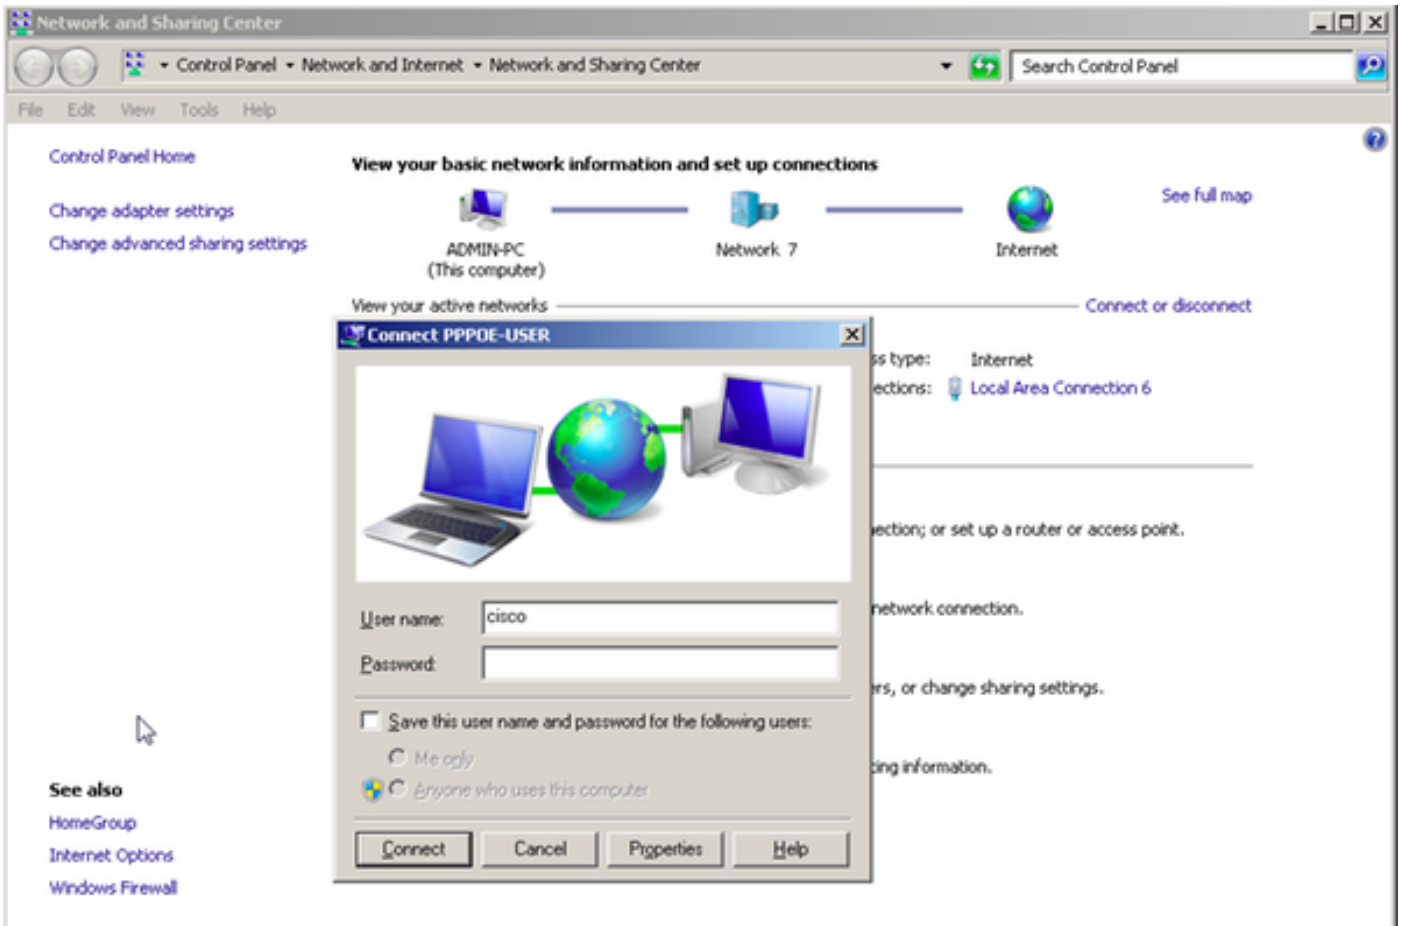 Network and Sharing Center
Control Panel Network and Internet Network and Sharing Center
Search Control Panel
File Edit View Tools Help
Control Panel Home
View your basic network information and set up connections
Change adapter settings
See full map
Change advanced sharing settings
ADMIN-PC
(This computer)
Network 7
Internet
View your active networks
Connect or disconnect
Connect PPPOE-USER
ss type: Internet
ections: Local Area Connection 6
ection; or set up a router or access point.
User name: cisco
network connection.
Password:
ers, or change sharing settings.
Save this user name and password for the following users:
Me only
ting information.
Anyone who uses this computer
See also
HomeGroup
Connect Cancel Properties Help
Internet Options
Windows Firewall